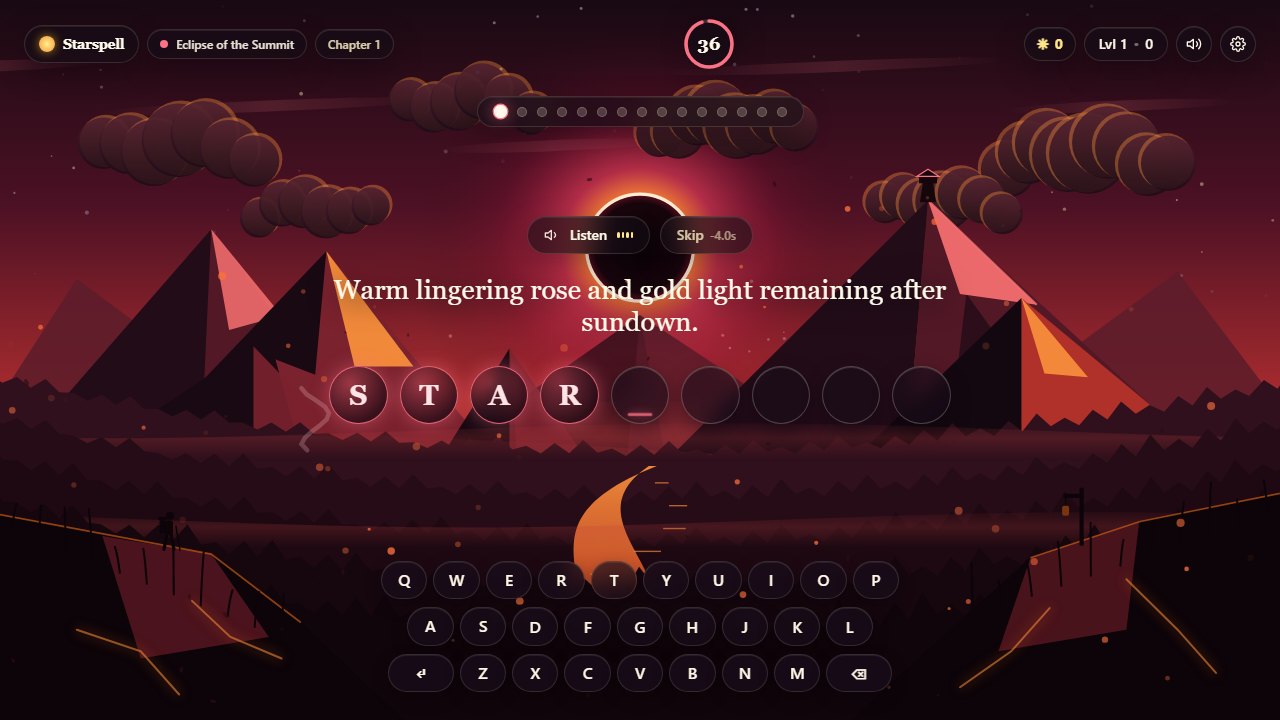 Starspell
Eclipse of the Summit
Chapter 1
36
0
Lvl 1 • 0
Listen
Skip -4.0s
Warm lingering rose and gold light remaining after
sundown.
S T A R _
Q W E R T Y U I O P
A S D F G H J K L
Z X C V B N M